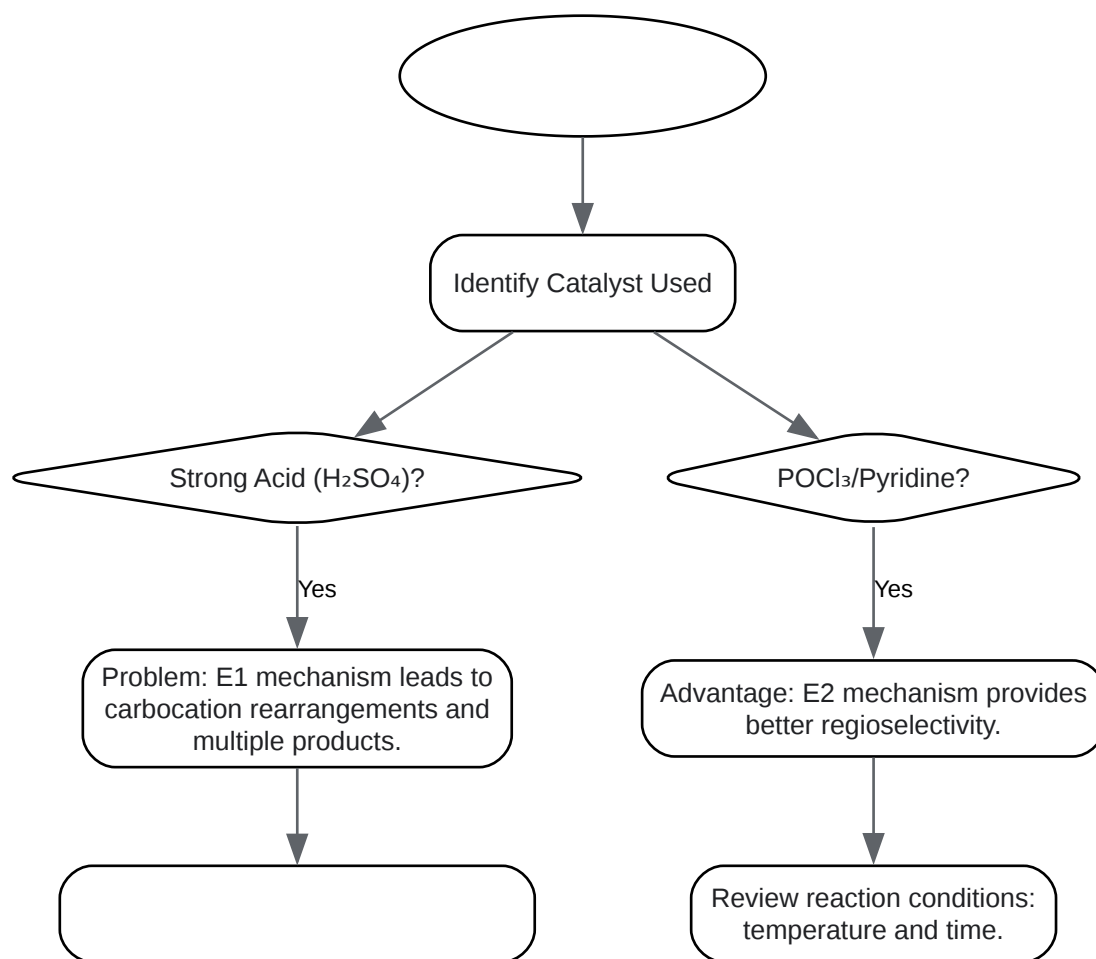 Identify Catalyst Used
Strong Acid (H₂SO₄)?
POCl₃/Pyridine?
Yes
Yes
Problem: E1 mechanism leads to
carbocation rearrangements and
multiple products.
Advantage: E2 mechanism provides
better regioselectivity.
Review reaction conditions:
temperature and time.